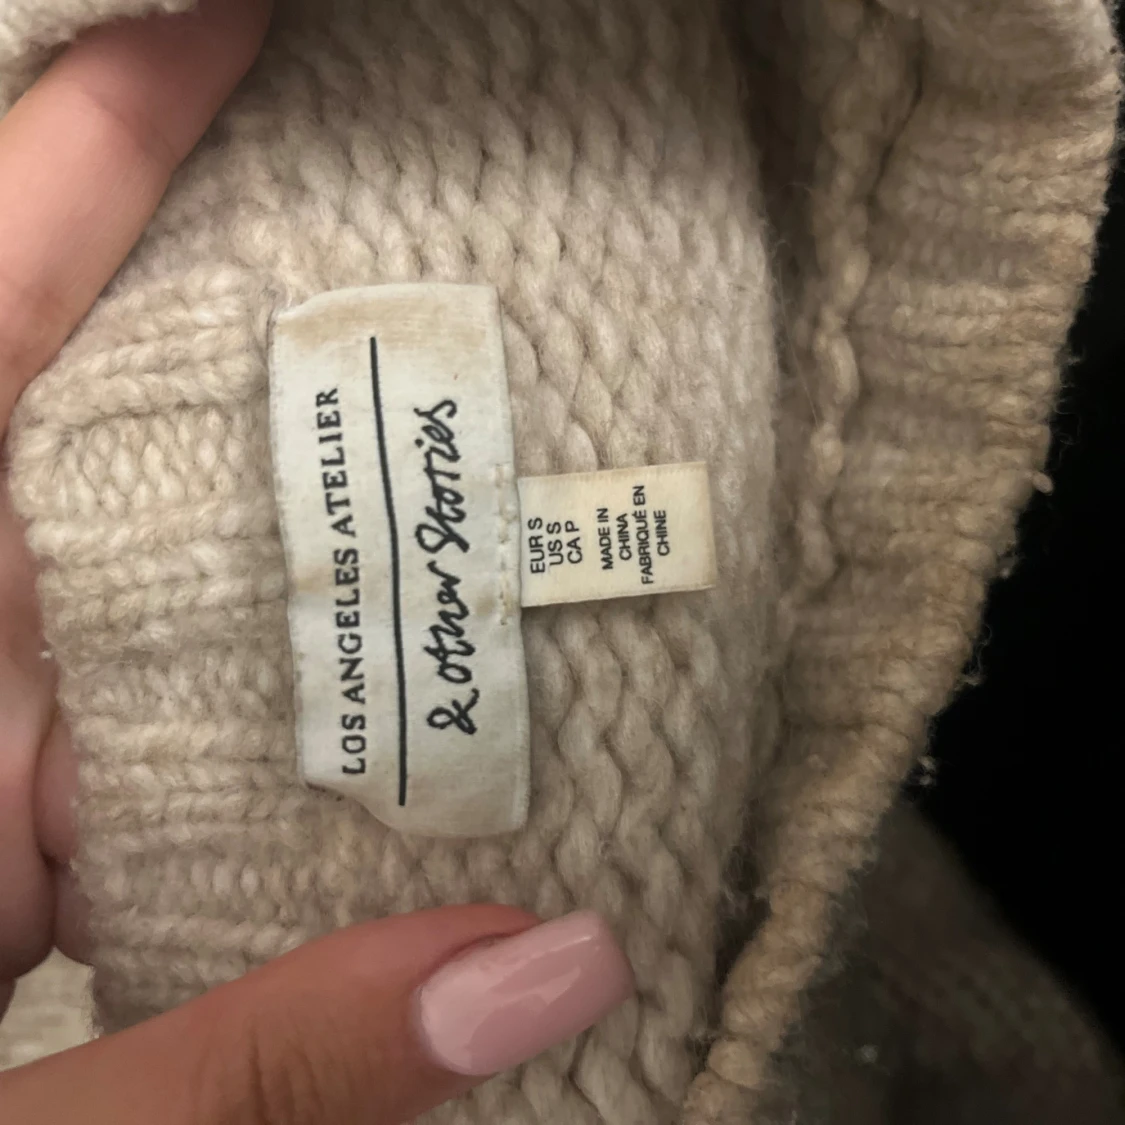 LOS ANGELES ATELIER
& other Stories
EUR S
US S
CA P
MADE IN
CHINA
FABRIQUÉ EN
CHINE